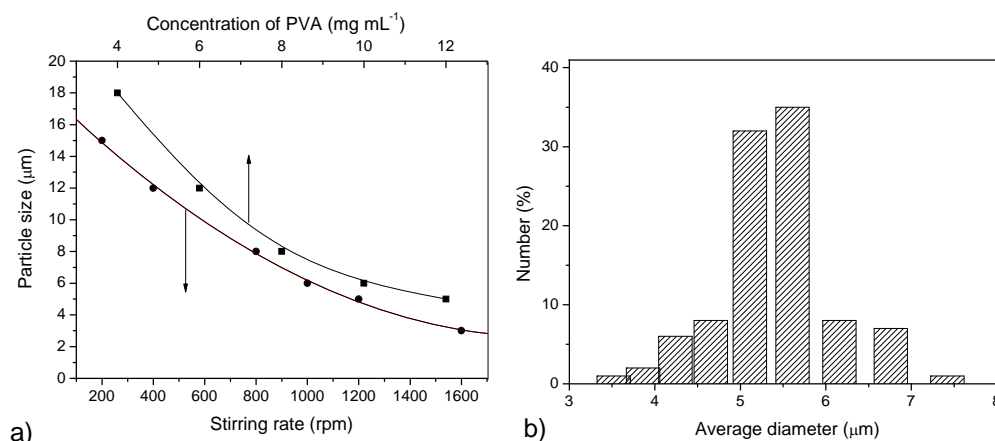 Concentration of PVA (mg mL⁻¹)
4 6 8 10 12
20
18
16
14
12
10
8
6
4
2
0
Particle size (μm)
200 400 600 800 1000 1200 1400 1600
Stirring rate (rpm)
a)
40
30
20
10
0
Number (%)
3 4 5 6 7 8
Average diameter (μm)
b)